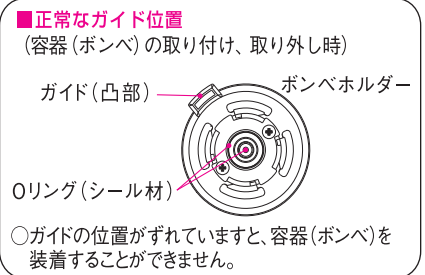 ■正常なガイド位置
(容器(ボンベ)の取り付け、取り外し時)
ガイド(凸部)
ボンベホルダー
Oリング(シール材)
○ガイドの位置がずれていますと、容器(ボンベ)を
装着することができません。